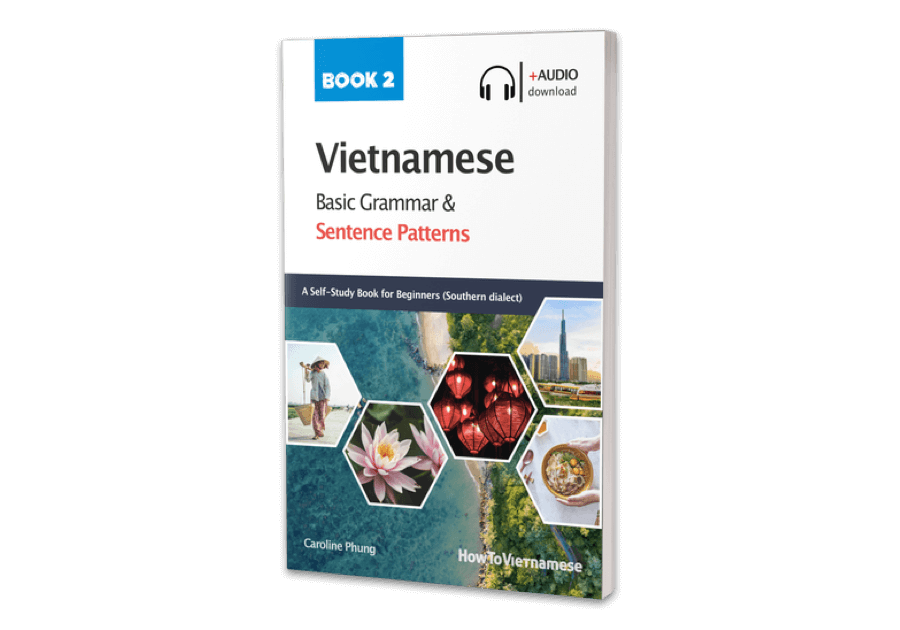 BOOK 2
+AUDIO
download
Vietnamese
Basic Grammar &
Sentence Patterns
A Self-Study Book for Beginners (Southern dialect)
Caroline Phung
HowToVietnamese